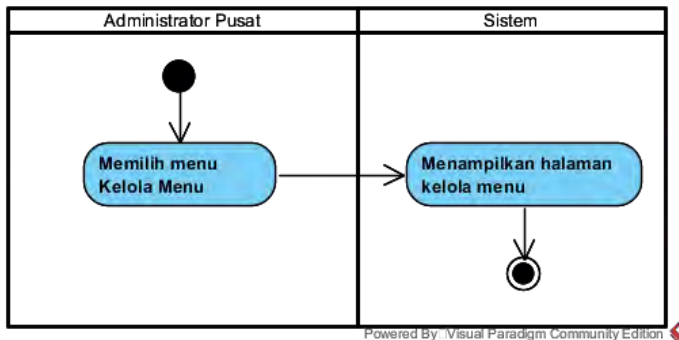 Administrator Pusat
Sistem
Memilih menu
Kelola Menu
Menampilkan halaman
kelola menu
Powered By Visual Paradigm Community Edition